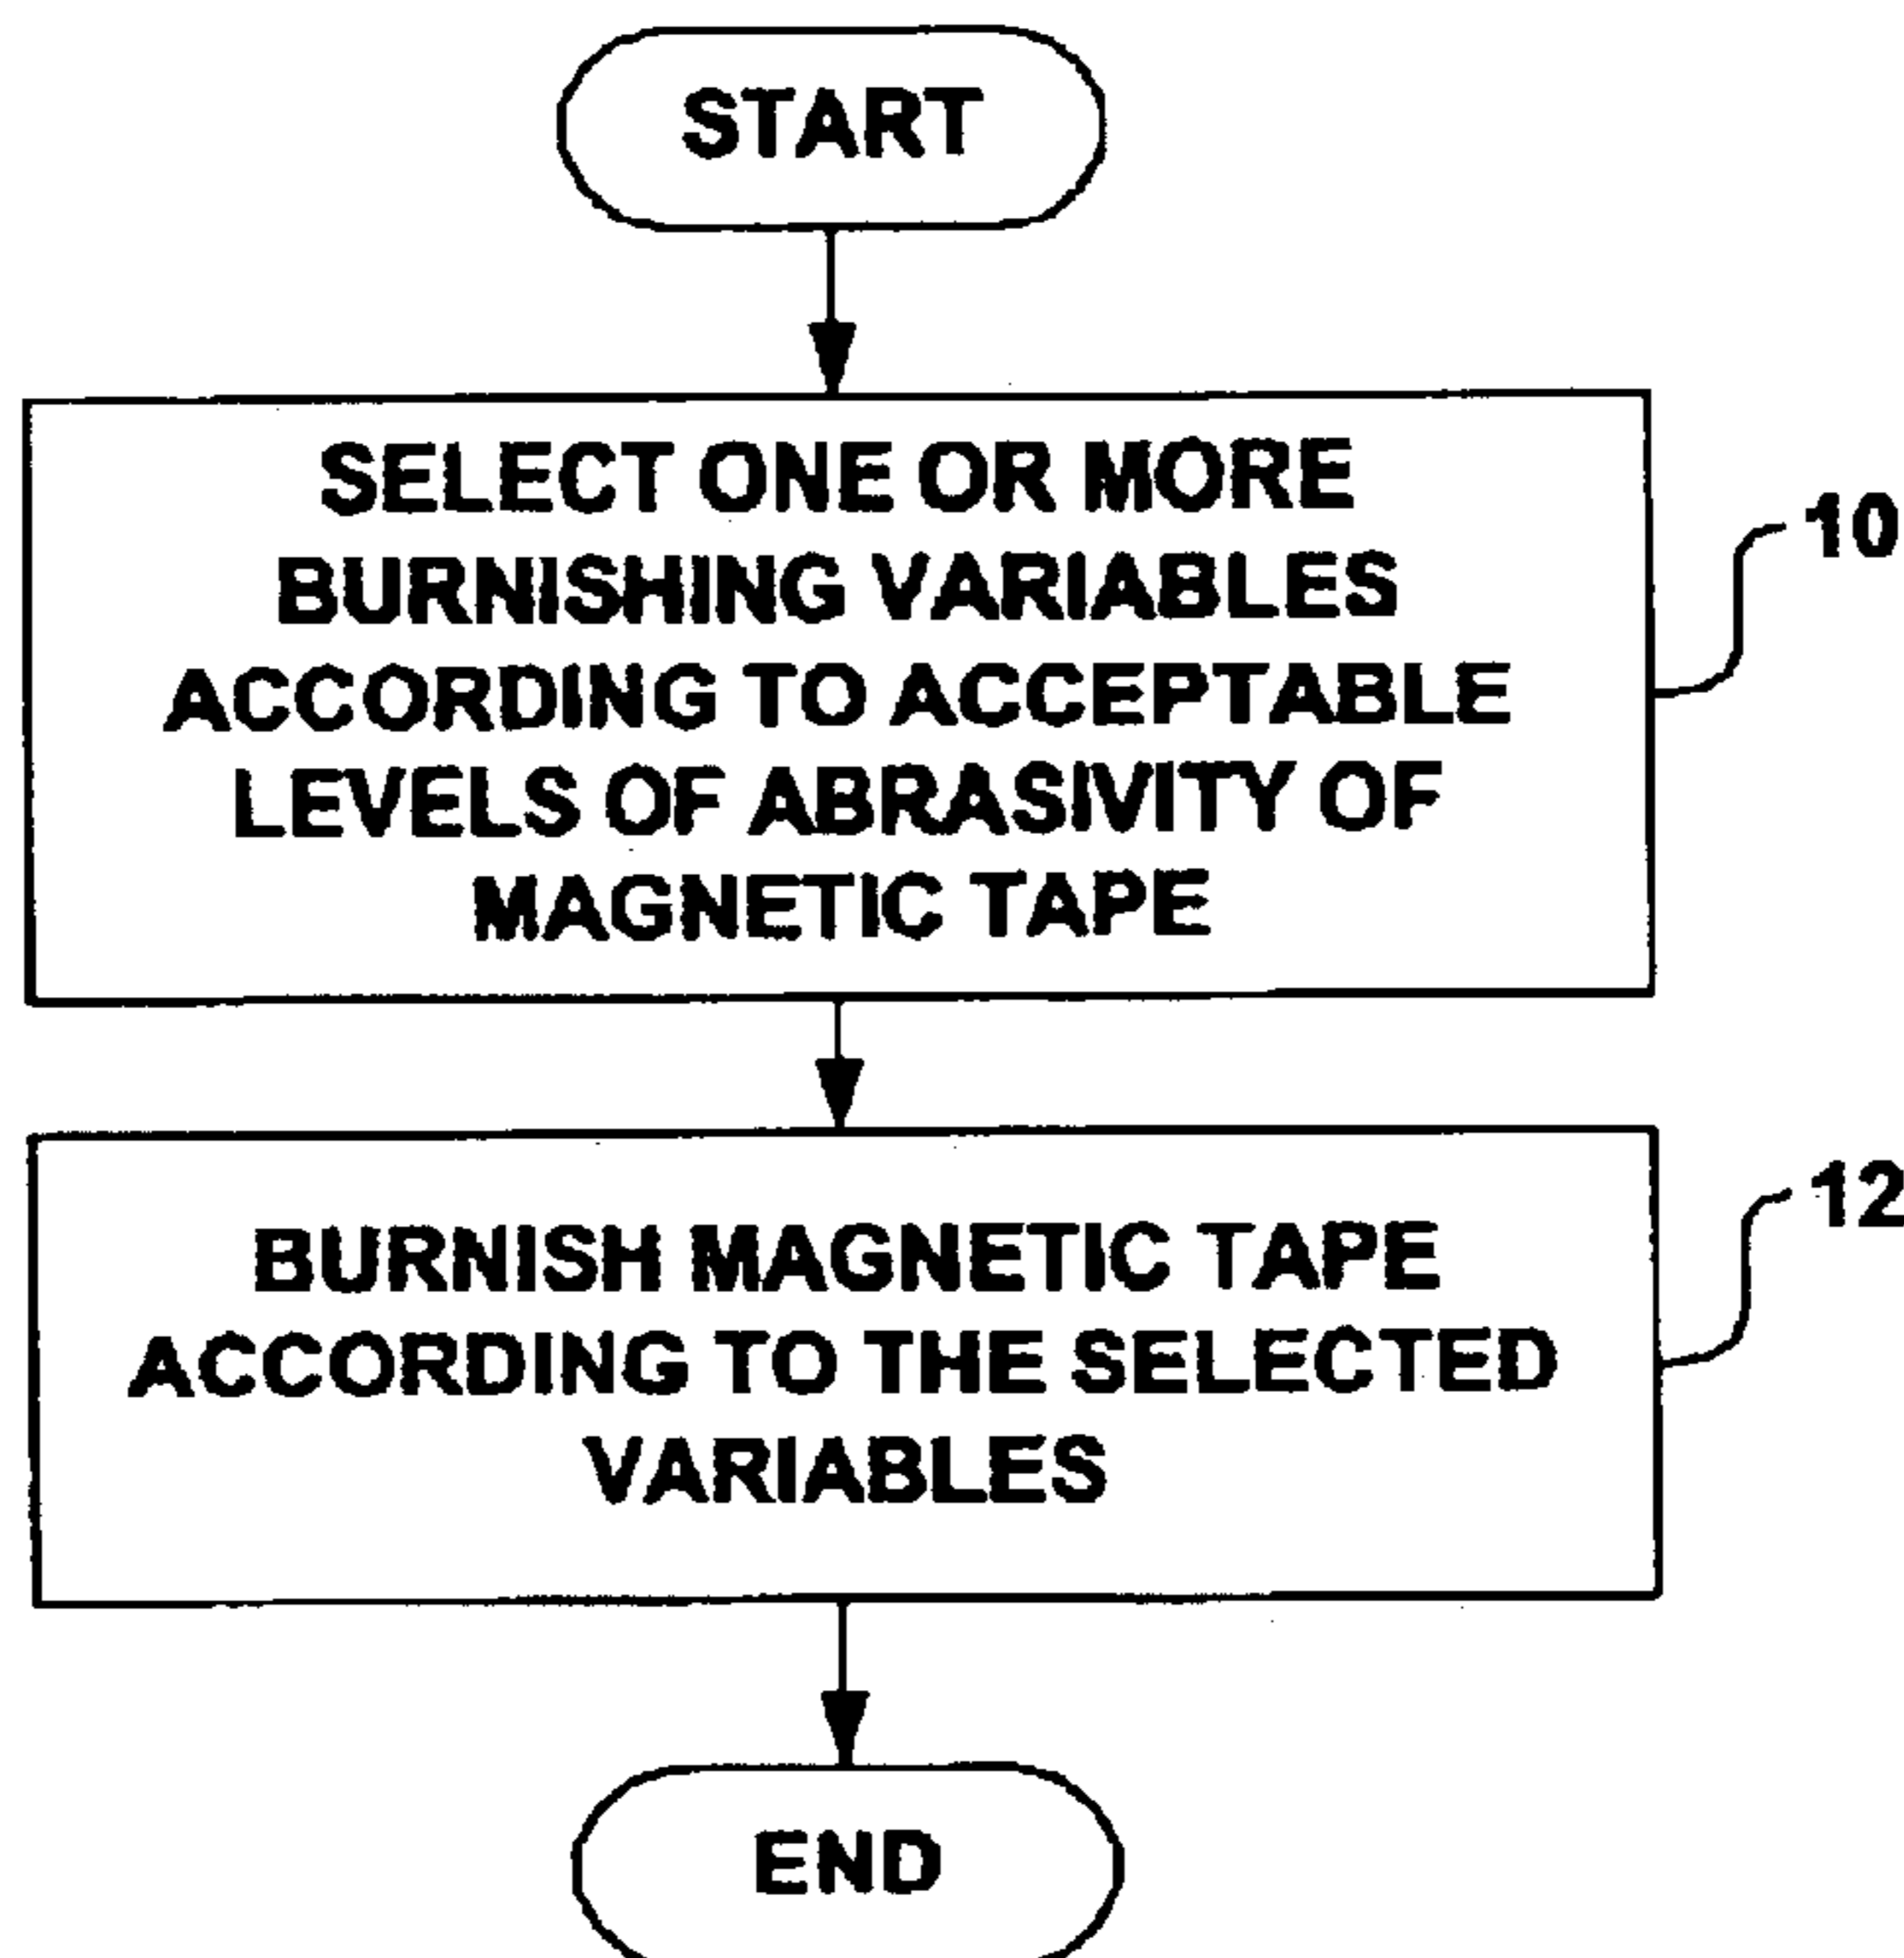 START
SELECT ONE OR MORE
BURNISHING VARIABLES
ACCORDING TO ACCEPTABLE
LEVELS OF ABRASIVITY OF
MAGNETIC TAPE
10
BURNISH MAGNETIC TAPE
ACCORDING TO THE SELECTED
VARIABLES
12
END